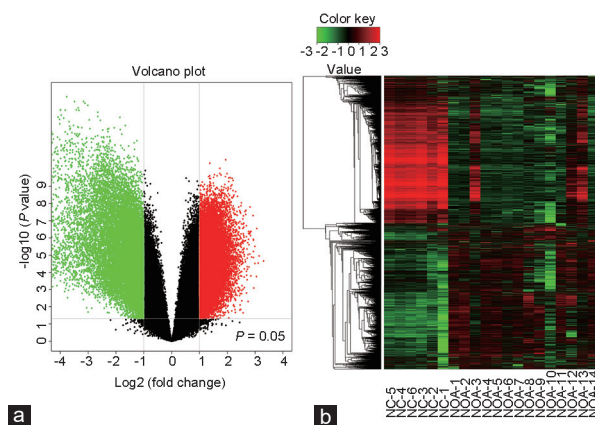 a
Volcano plot
-log10 (P value)
9
8
7
6
5
4
3
2
1
0
P = 0.05
-4 -2 -1 0 1 2 4
Log2 (fold change)
b
Color key
-3 -2 -1 0 1 2 3
Value
NC-5
NC-4
NC-6
NC-3
NC-2
NC-1
NOA-1
NOA-2
NOA-3
NOA-4
NOA-5
NOA-6
NOA-7
NOA-8
NOA-9
NOA-10
NOA-11
NOA-12
NOA-13
NOA-14